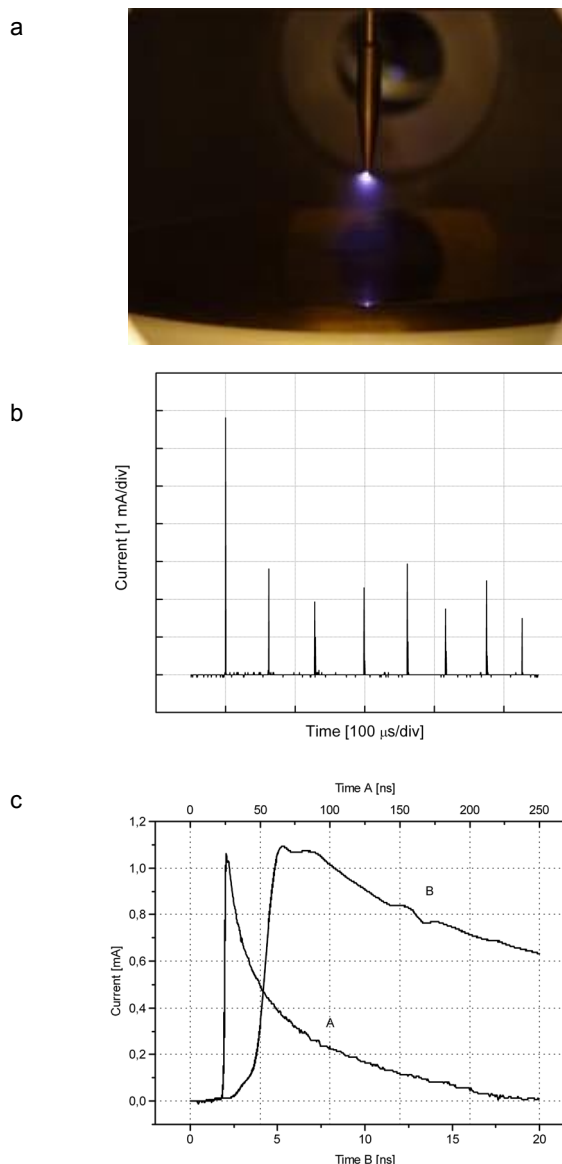 a
b
Current [1 mA/div]
Time [100 µs/div]
c
Time A [ns]
0 50 100 150 200 250
1,2
1,0
0,8
0,6
0,4
0,2
0,0
Current [mA]
B
A
0 5 10 15 20
Time B [ns]